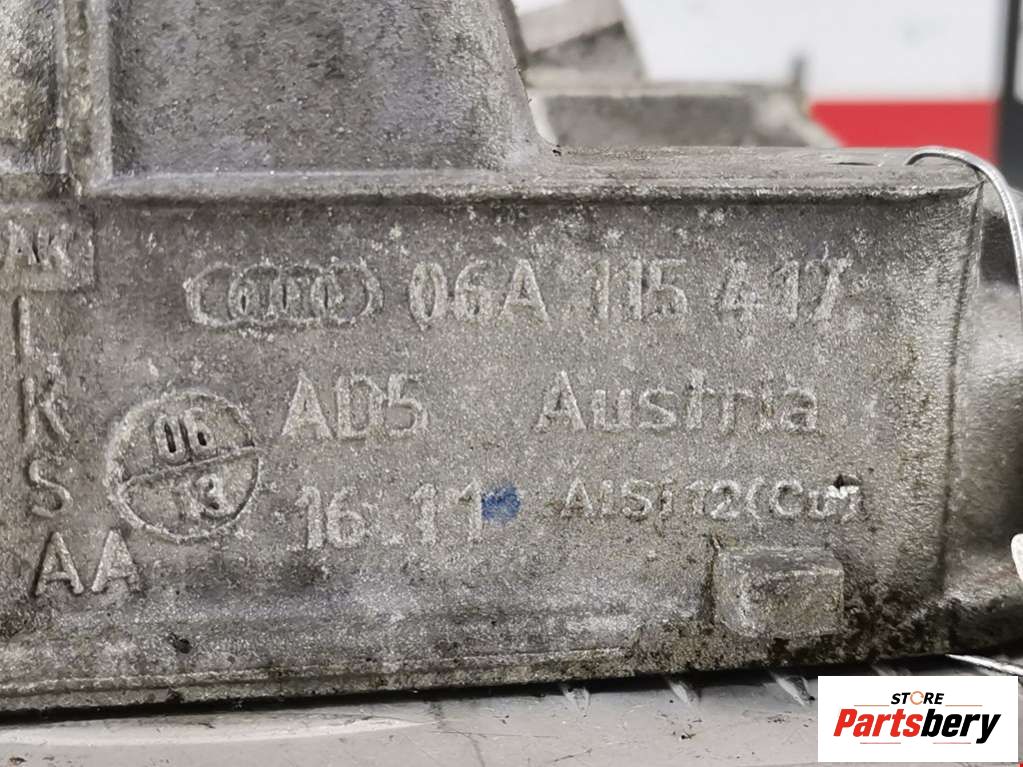 AK
I
K
S
AA
06A 115 417
AD5 Austria
06
13
16 11 AlSi12(Cu)
STORE
Partsbery